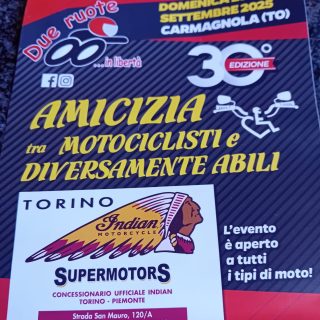 Due ruote
...in libertà
DOMENICA
SETTEMBRE 2025
CARMAGNOLA (TO)
30°
EDIZIONE
AMICIZIA
tra MOTOCICLISTI e
DIVERSAMENTE ABILI
TORINO
Indian
MOTORCYCLE
SUPERMOTORS
CONCESSIONARIO UFFICIALE INDIAN
TORINO - PIEMONTE
Strada San Mauro, 120/A
L'evento
è aperto
a tutti
i tipi di moto!